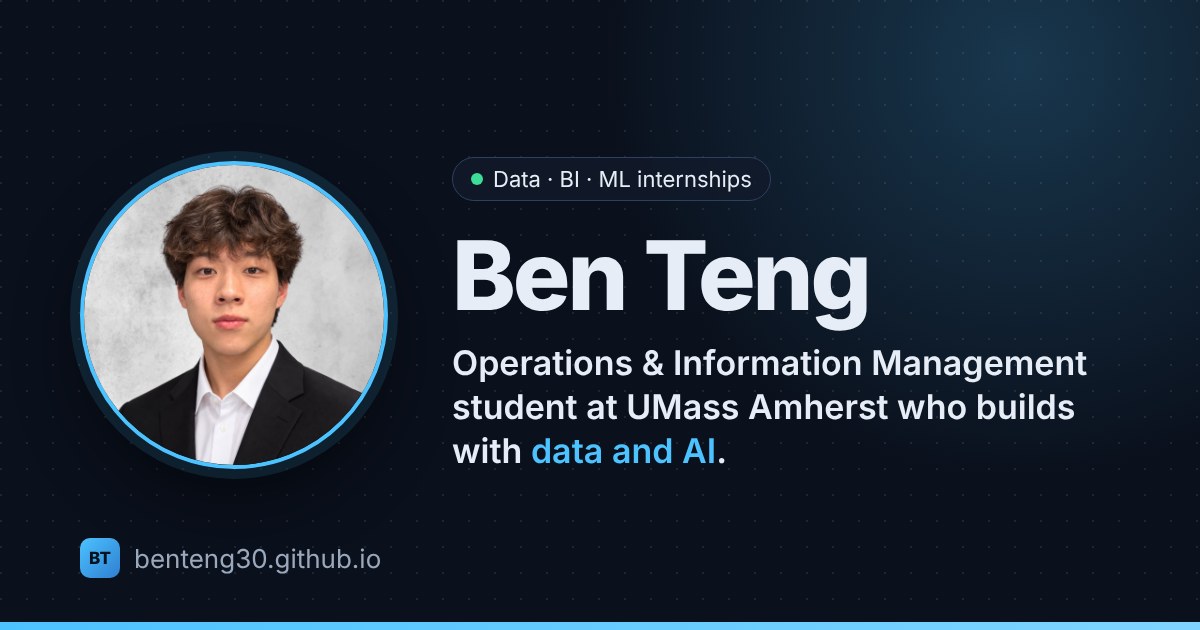 Data · BI · ML internships
Ben Teng
Operations & Information Management
student at UMass Amherst who builds
with data and AI.
BT benteng30.github.io